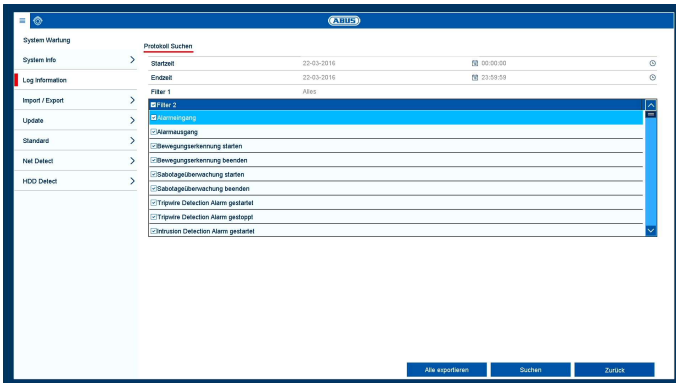 ABUS
System Wartung
System Info
Log Information
Import / Export
Update
Standard
Net Detect
HDD Detect
Protokoll Suchen
Startzeit 22-03-2016 00:00:00
Endzeit 22-03-2016 23:59:59
Filter 1 Alles
Filter 2
Alarmeingang
Alarmausgang
Bewegungserkennung starten
Bewegungserkennung beenden
Sabotageüberwachung starten
Sabotageüberwachung beenden
Tripwire Detection Alarm gestartet
Tripwire Detection Alarm gestoppt
Intrusion Detection Alarm gestartet
Alle exportieren Suchen Zurück